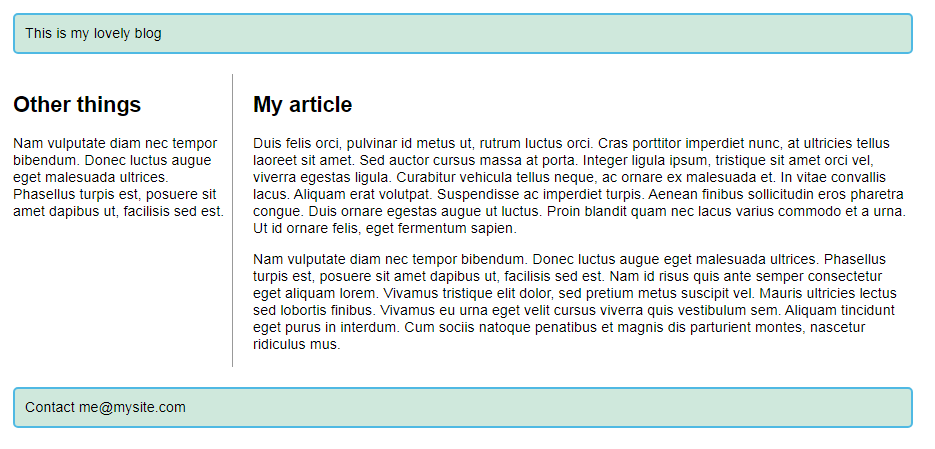 This is my lovely blog
Other things
Nam vulputate diam nec tempor
bibendum. Donec luctus augue
eget malesuada ultrices.
Phasellus turpis est, posuere sit
amet dapibus ut, facilisis sed est.
My article
Duis felis orci, pulvinar id metus ut, rutrum luctus orci. Cras porttitor imperdiet nunc, at ultricies tellus
laoreet sit amet. Sed auctor cursus massa at porta. Integer ligula ipsum, tristique sit amet orci vel,
viverra egestas ligula. Curabitur vehicula tellus neque, ac ornare ex malesuada et. In vitae convallis
lacus. Aliquam erat volutpat. Suspendisse ac imperdiet turpis. Aenean finibus sollicitudin eros pharetra
congue. Duis ornare egestas augue ut luctus. Proin blandit quam nec lacus varius commodo et a urna.
Ut id ornare felis, eget fermentum sapien.
Nam vulputate diam nec tempor bibendum. Donec luctus augue eget malesuada ultrices. Phasellus
turpis est, posuere sit amet dapibus ut, facilisis sed est. Nam id risus quis ante semper consectetur
eget aliquam lorem. Vivamus tristique elit dolor, sed pretium metus suscipit vel. Mauris ultricies lectus
sed lobortis finibus. Vivamus eu urna eget velit cursus viverra quis vestibulum sem. Aliquam tincidunt
eget purus in interdum. Cum sociis natoque penatibus et magnis dis parturient montes, nascetur
ridiculus mus.
Contact me@mysite.com